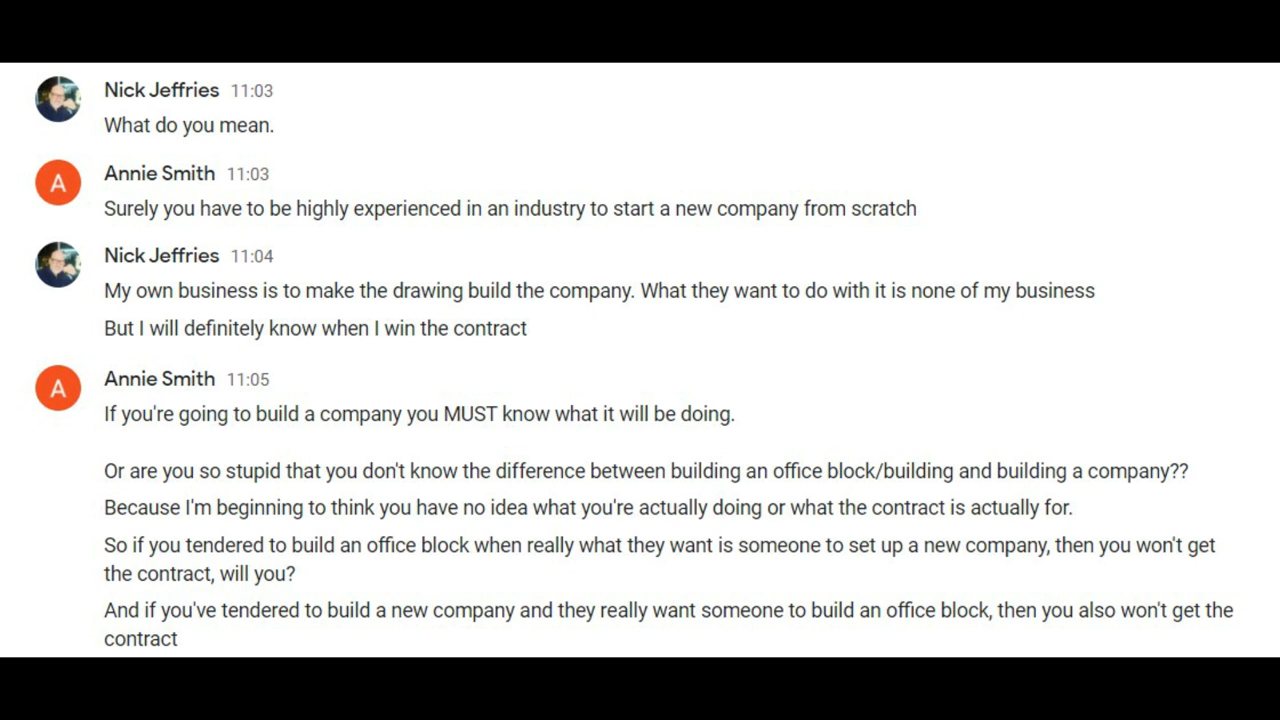 Nick Jeffries 11:03
What do you mean.
A
Annie Smith 11:03
Surely you have to be highly experienced in an industry to start a new company from scratch
Nick Jeffries 11:04
My own business is to make the drawing build the company. What they want to do with it is none of my business
But I will definitely know when I win the contract
A
Annie Smith 11:05
If you're going to build a company you MUST know what it will be doing.
Or are you so stupid that you don't know the difference between building an office block/building and building a company??
Because I'm beginning to think you have no idea what you're actually doing or what the contract is actually for.
So if you tendered to build an office block when really what they want is someone to set up a new company, then you won't get
the contract, will you?
And if you've tendered to build a new company and they really want someone to build an office block, then you also won't get the
contract